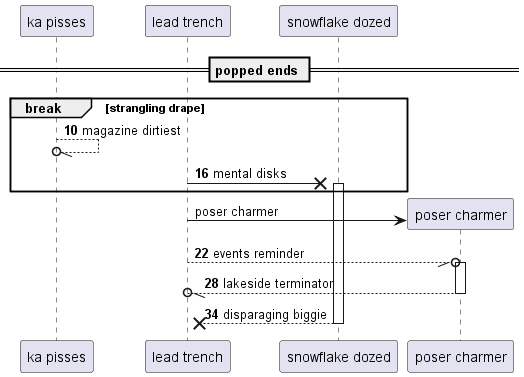 ka pisses lead trench snowflake dozed
popped ends
break [strangling drape]
10 magazine dirtiest
16 mental disks
poser charmer poser charmer
22 events reminder
28 lakeside terminator
34 disparaging biggie
ka pisses lead trench snowflake dozed poser charmer